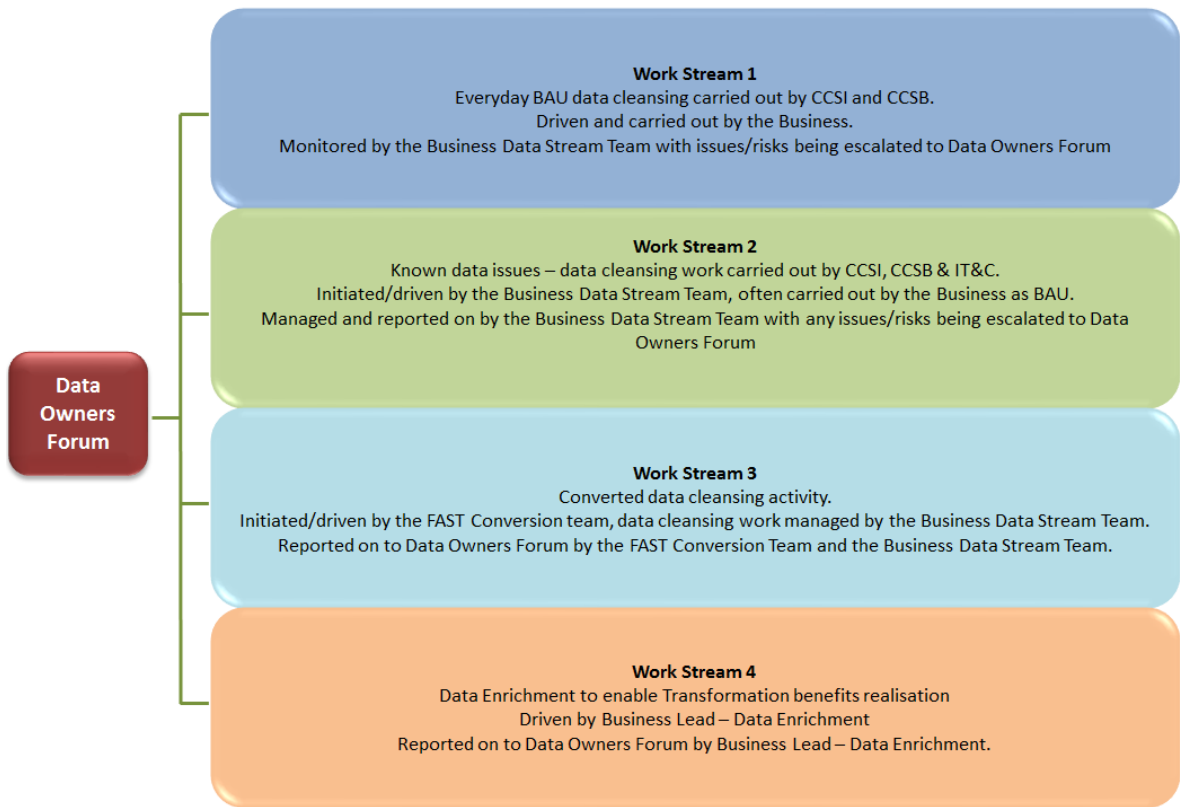 Work Stream 1
Everyday BAU data cleansing carried out by CCSI and CCSB.
Driven and carried out by the Business.
Monitored by the Business Data Stream Team with issues/risks being escalated to Data Owners Forum
Work Stream 2
Known data issues – data cleansing work carried out by CCSI, CCSB & IT&C.
Initiated/driven by the Business Data Stream Team, often carried out by the Business as BAU.
Managed and reported on by the Business Data Stream Team with any issues/risks being escalated to Data
Owners Forum
Data
Owners
Forum
Work Stream 3
Converted data cleansing activity.
Initiated/driven by the FAST Conversion team, data cleansing work managed by the Business Data Stream Team.
Reported on to Data Owners Forum by the FAST Conversion Team and the Business Data Stream Team.
Work Stream 4
Data Enrichment to enable Transformation benefits realisation
Driven by Business Lead – Data Enrichment
Reported on to Data Owners Forum by Business Lead – Data Enrichment.